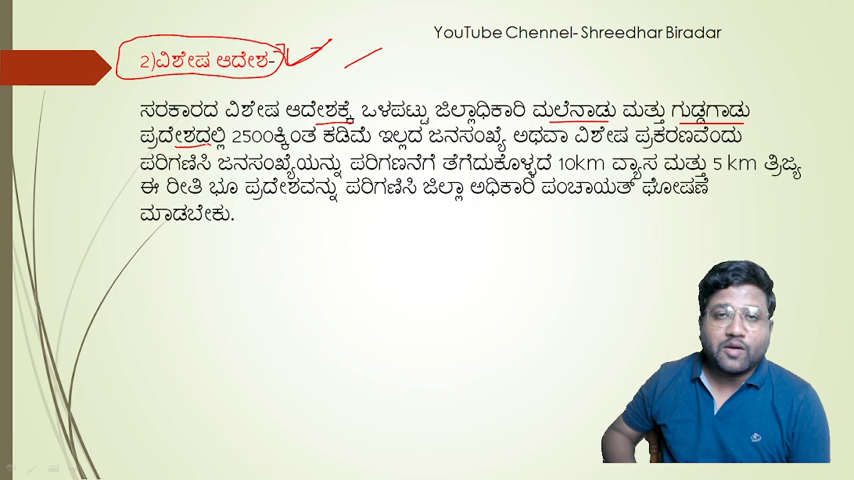 YouTube Chennel- Shreedhar Biradar
2)ವಿಶೇಷ ಆದೇಶ-
ಸರಕಾರದ ವಿಶೇಷ ಆದೇಶಕ್ಕೆ ಒಳಪಟ್ಟು ಜಿಲ್ಲಾಧಿಕಾರಿ ಮಲೆನಾಡು ಮತ್ತು ಗುಡ್ಡಗಾಡು
ಪ್ರದೇಶದಲ್ಲಿ 2500ಕ್ಕಿಂತ ಕಡಿಮೆ ಇಲ್ಲದ ಜನಸಂಖ್ಯೆ ಅಥವಾ ವಿಶೇಷ ಪ್ರಕರಣವೆಂದು
ಪರಿಗಣಿಸಿ ಜನಸಂಖ್ಯೆಯನ್ನು ಪರಿಗಣನೆಗೆ ತೆಗೆದುಕೊಳ್ಳದೆ 10km ವ್ಯಾಸ ಮತ್ತು 5 km ತ್ರಿಜ್ಯ
ಈ ರೀತಿ ಭೂ ಪ್ರದೇಶವನ್ನು ಪರಿಗಣಿಸಿ ಜಿಲ್ಲಾ ಅಧಿಕಾರಿ ಪಂಚಾಯತ್ ಘೋಷಣೆ
ಮಾಡಬೇಕು.